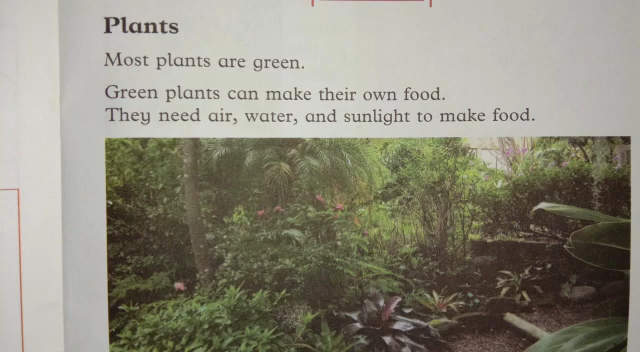 Plants
Most plants are green.
Green plants can make their own food.
They need air, water, and sunlight to make food.